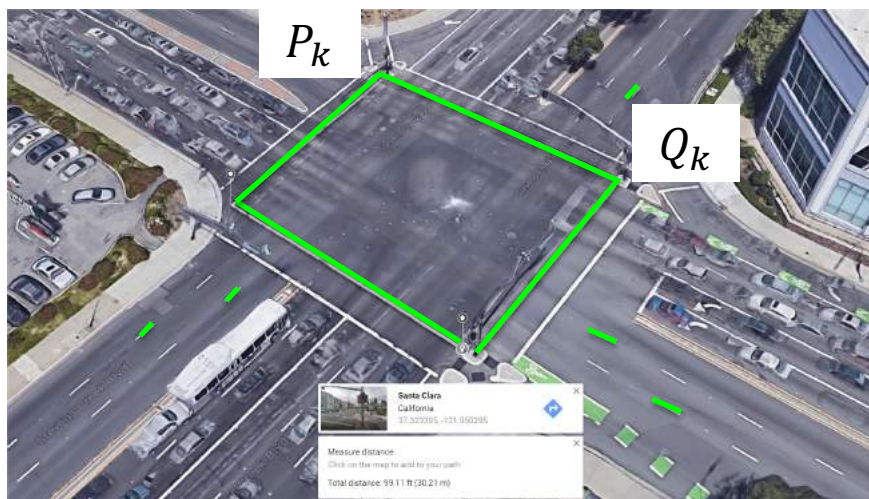 P_k
Q_k
Santa Clara
California
37.323395, -121.950295
Measure distance
Click on the map to add to your path
Total distance: 99.11 ft (30.21 m)